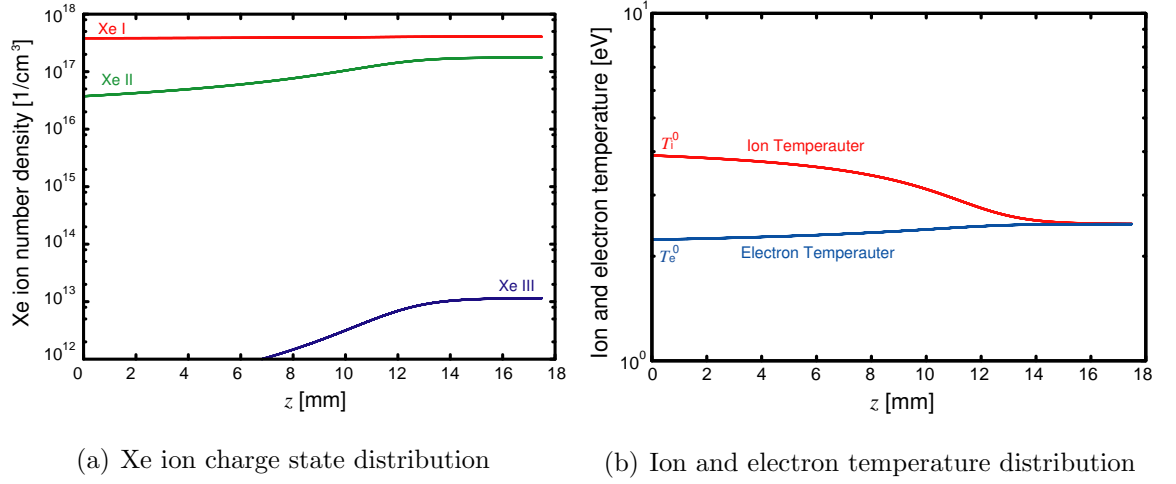 Xe ion number density [1/cm³]
10¹⁸
10¹⁷
10¹⁶
10¹⁵
10¹⁴
10¹³
10¹²
Xe I
Xe II
Xe III
0 2 4 6 8 10 12 14 16 18
z [mm]
(a) Xe ion charge state distribution
Ion and electron temperature [eV]
10¹
10⁰
Tᵢ⁰
Ion Temperauter
Tₑ⁰
Electron Temperauter
0 2 4 6 8 10 12 14 16 18
z [mm]
(b) Ion and electron temperature distribution